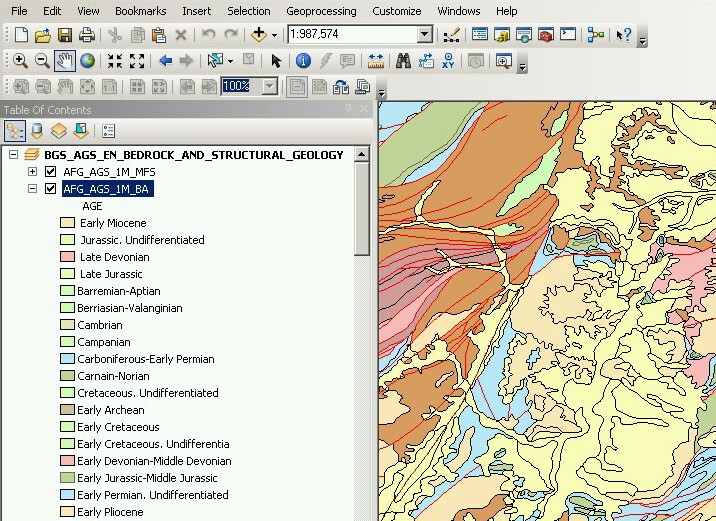 File Edit View Bookmarks Insert Selection Geoprocessing Customize Windows Help
1:987,574
XY
100%
Table Of Contents
BGS_AGS_EN_BEDROCK_AND_STRUCTURAL_GEOLOGY
AFG_AGS_1M_MFS
AFG_AGS_1M_BA
AGE
Early Miocene
Jurassic. Undifferentiated
Late Devonian
Late Jurassic
Barremian-Aptian
Berriasian-Valanginian
Cambrian
Campanian
Carboniferous-Early Permian
Carnain-Norian
Cretaceous. Undifferentiated
Early Archean
Early Cretaceous
Early Cretaceous. Undifferentia
Early Devonian-Middle Devonian
Early Jurassic-Middle Jurassic
Early Permian. Undifferentiated
Early Pliocene